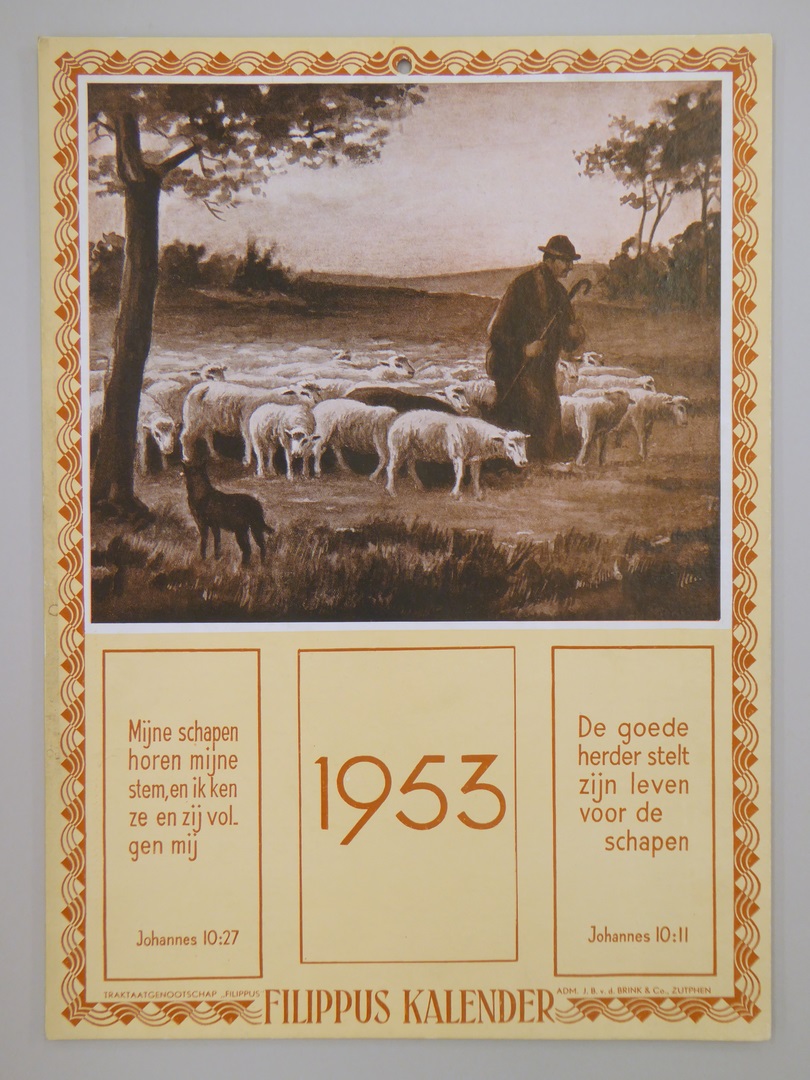 Mijne schapen
horen mijne
stem, en ik ken
ze en zij vol-
gen mij
Johannes 10:27
1953
De goede
herder stelt
zijn leven
voor de
schapen
Johannes 10:11
TRAKTAATGENOOTSCHAP „FILIPPUS
FILIPPUS KALENDER
ADM. J. B. v. d. BRINK & Co., ZUTPHEN